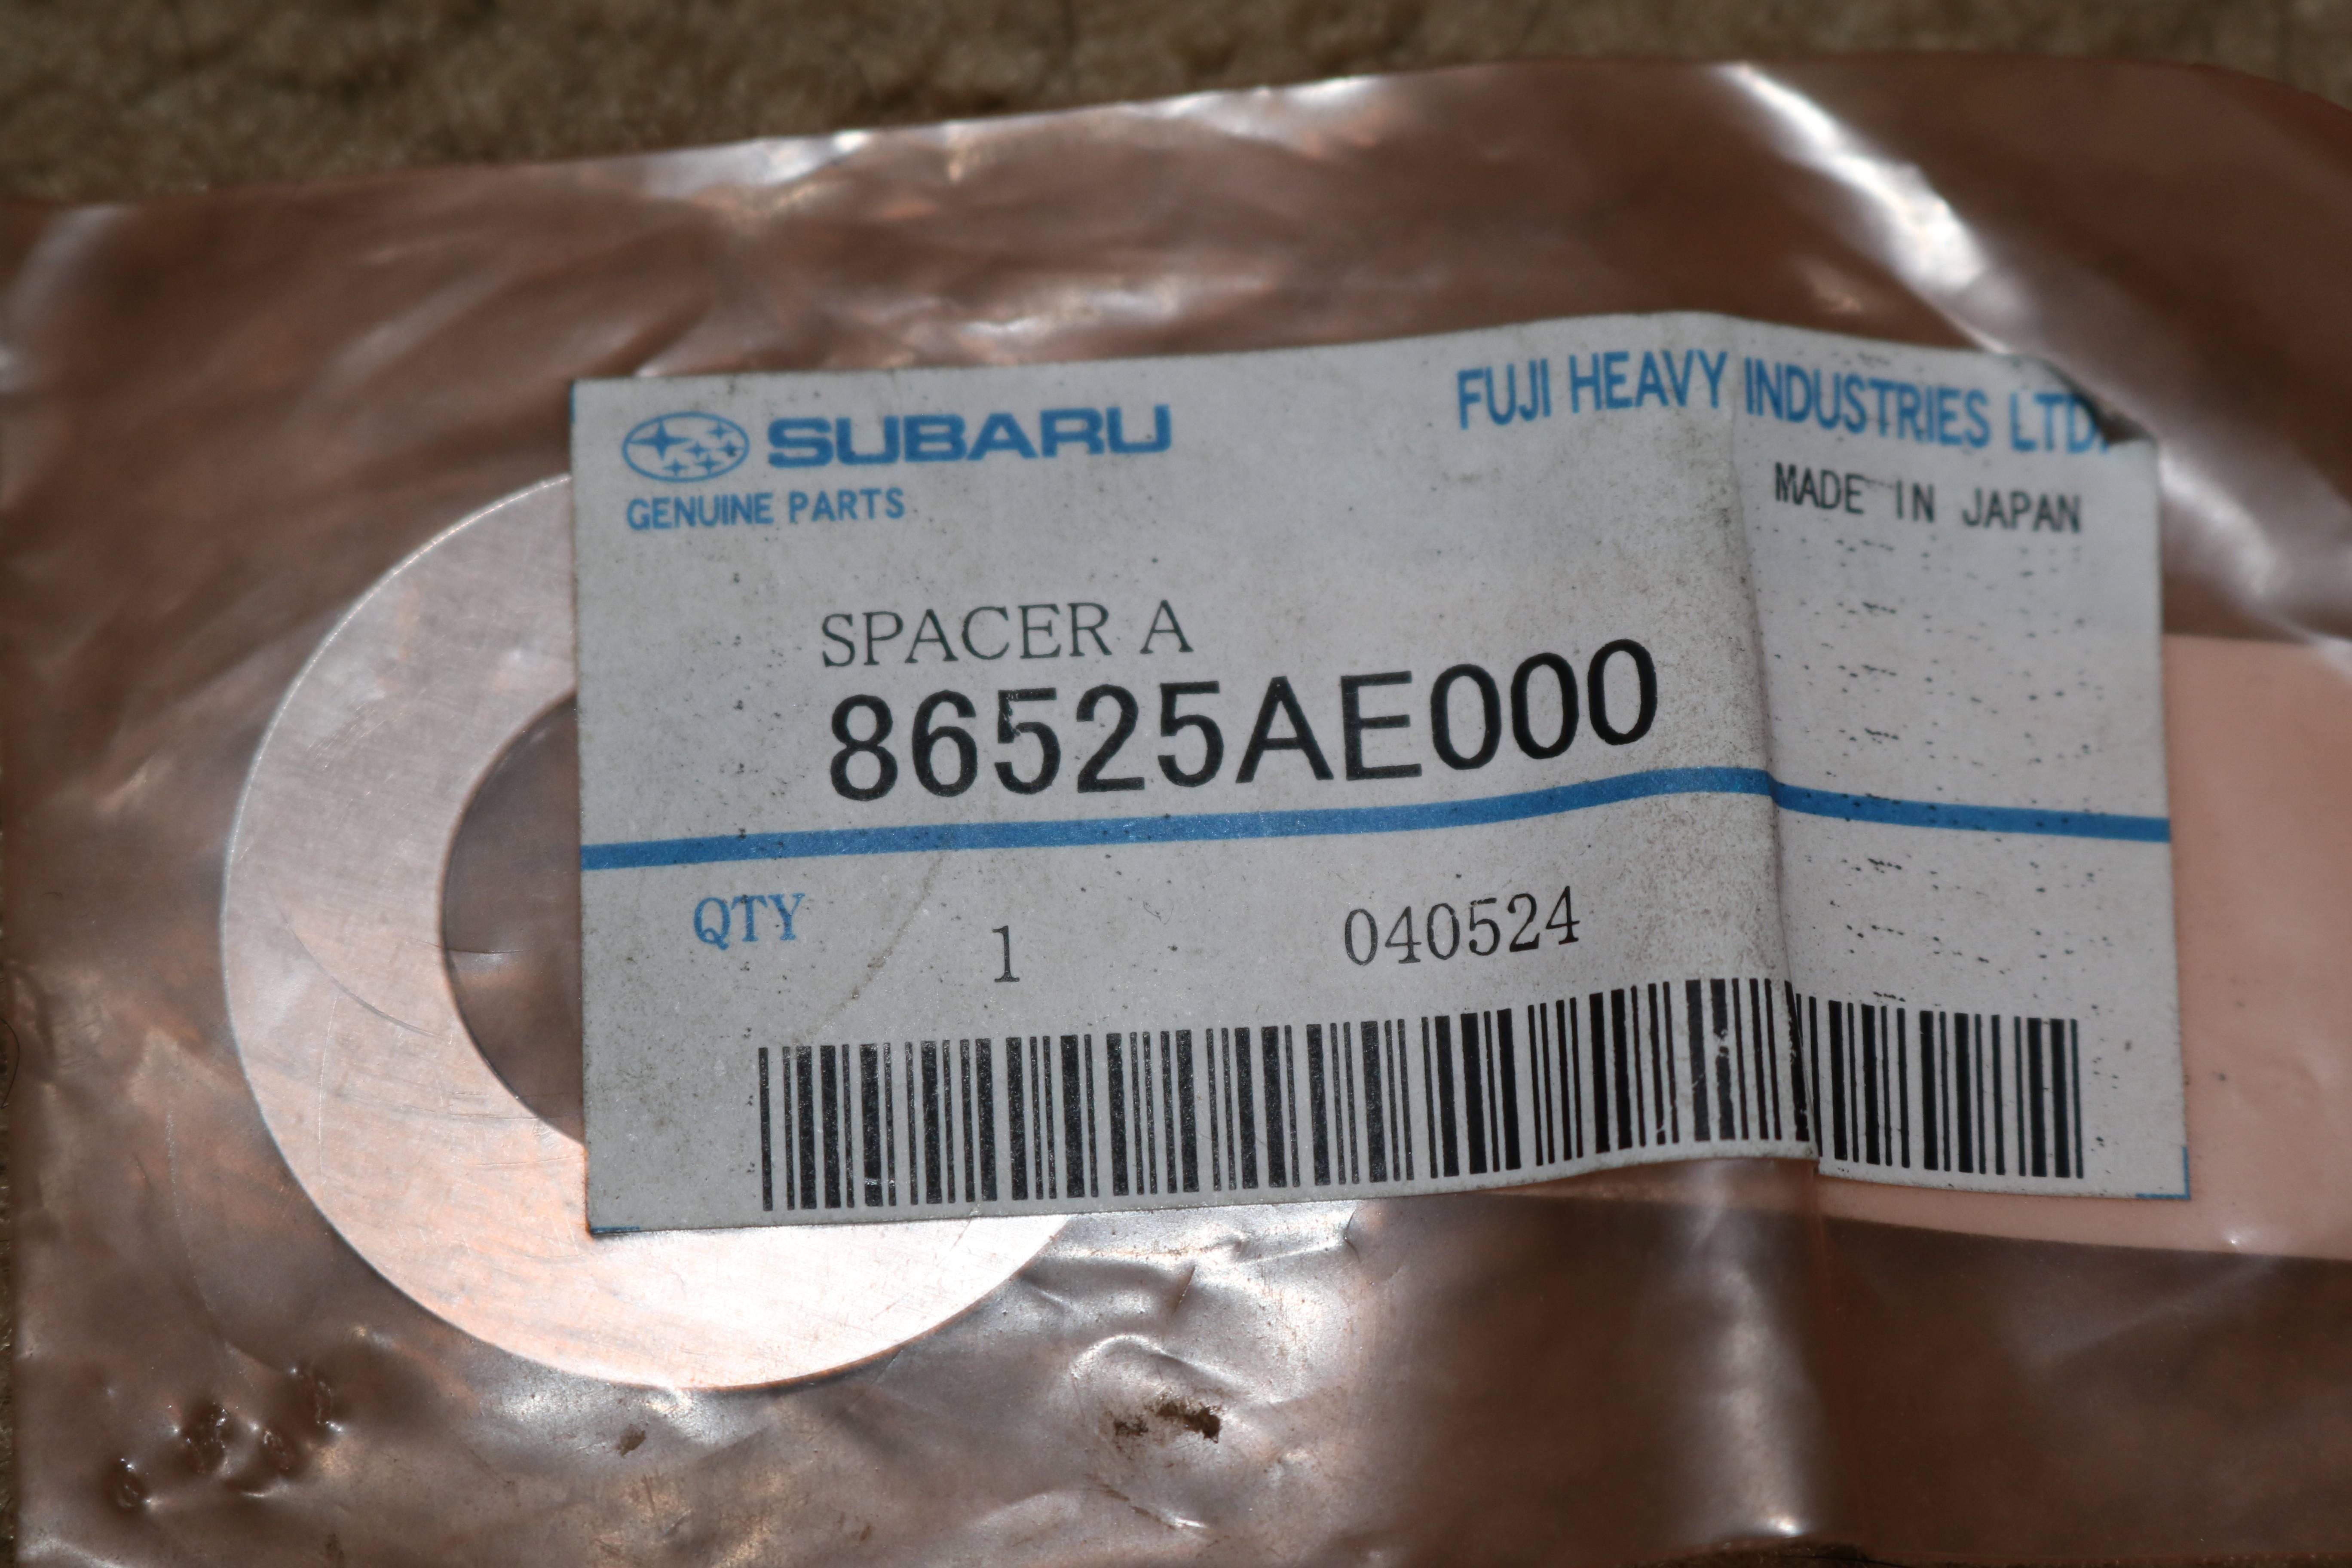 SUBARU
FUJI HEAVY INDUSTRIES LTD.
GENUINE PARTS
MADE IN JAPAN
SPACER A
86525AE000
QTY
1
040524